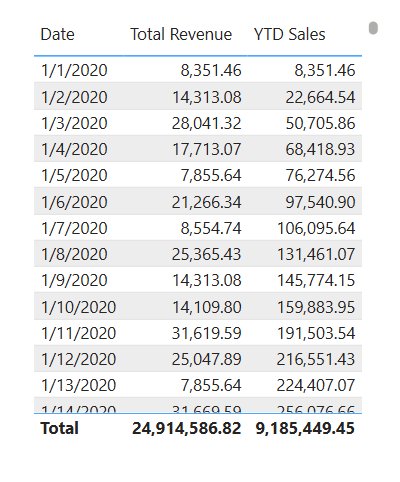 Date Total Revenue YTD Sales
1/1/2020 8,351.46 8,351.46
1/2/2020 14,313.08 22,664.54
1/3/2020 28,041.32 50,705.86
1/4/2020 17,713.07 68,418.93
1/5/2020 7,855.64 76,274.56
1/6/2020 21,266.34 97,540.90
1/7/2020 8,554.74 106,095.64
1/8/2020 25,365.43 131,461.07
1/9/2020 14,313.08 145,774.15
1/10/2020 14,109.80 159,883.95
1/11/2020 31,619.59 191,503.54
1/12/2020 25,047.89 216,551.43
1/13/2020 7,855.64 224,407.07
1/14/2020 31,669.59 256,076.66
Total 24,914,586.82 9,185,449.45